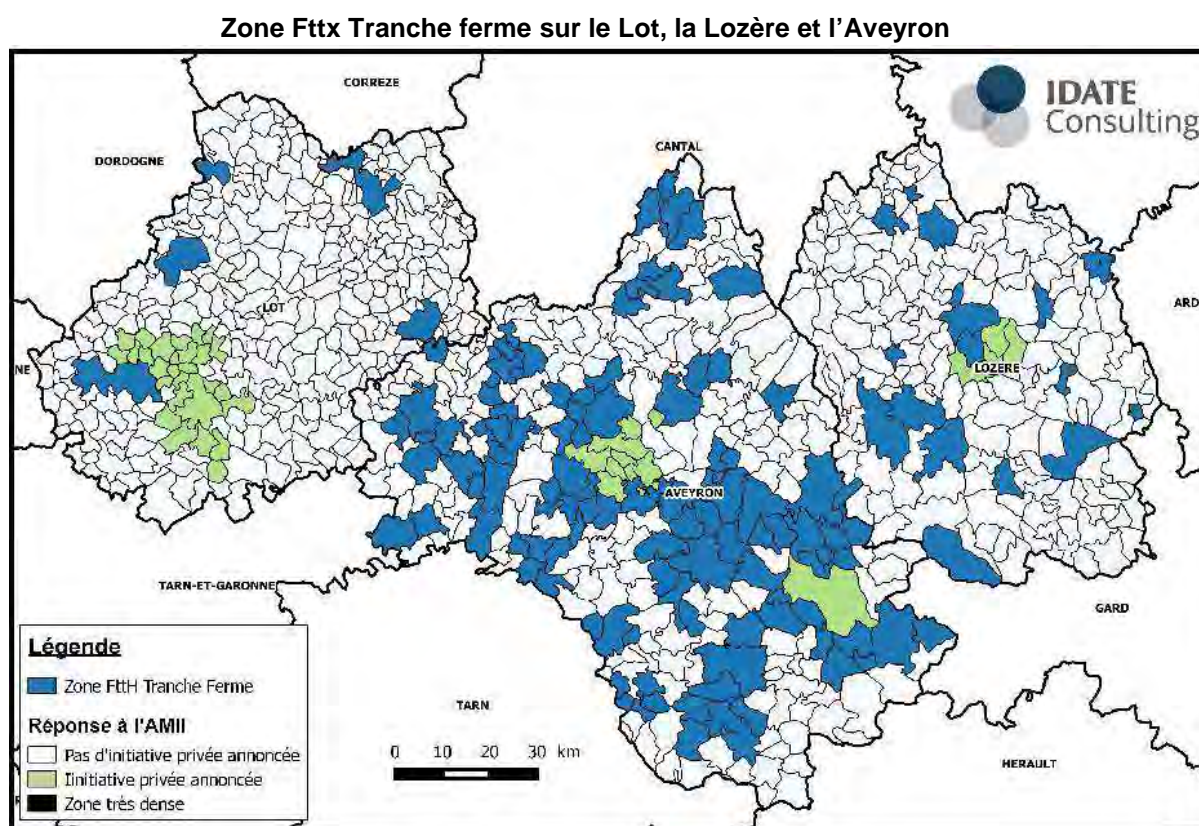 Zone Fttx Tranche ferme sur le Lot, la Lozère et l'Aveyron
CORREZE
IDATE
Consulting
DORDOGNE
CANTAL
LOT
ARD
NE
LOZERE
AVEYRON
TARN-ET-GARONNE
GARD
Légende
Zone FttH Tranche Ferme
Réponse à l'AMII
Pas d'initiative privée annoncée
Initiative privée annoncée
Zone très dense
TARN
0 10 20 30 km
HERAULT